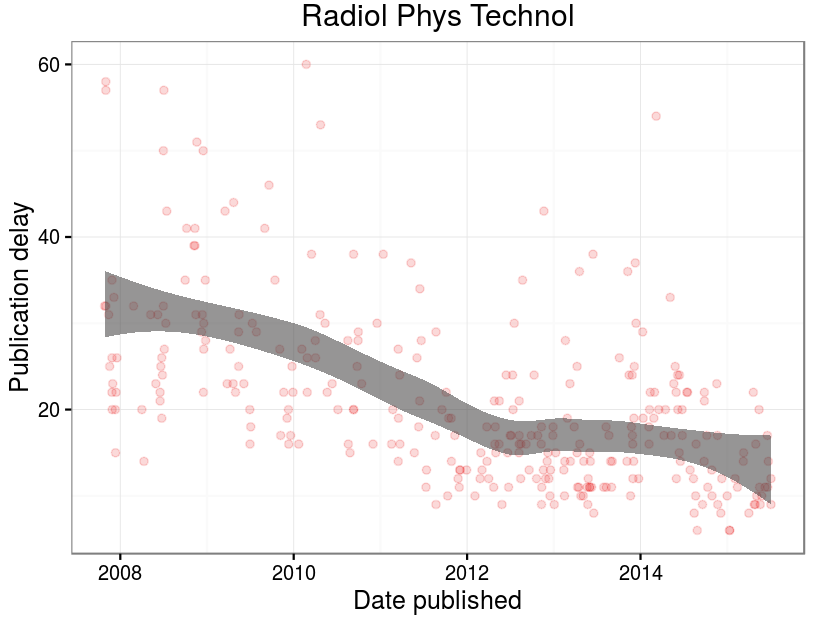 Radiol Phys Technol
60
40
20
Publication delay
2008 2010 2012 2014
Date published